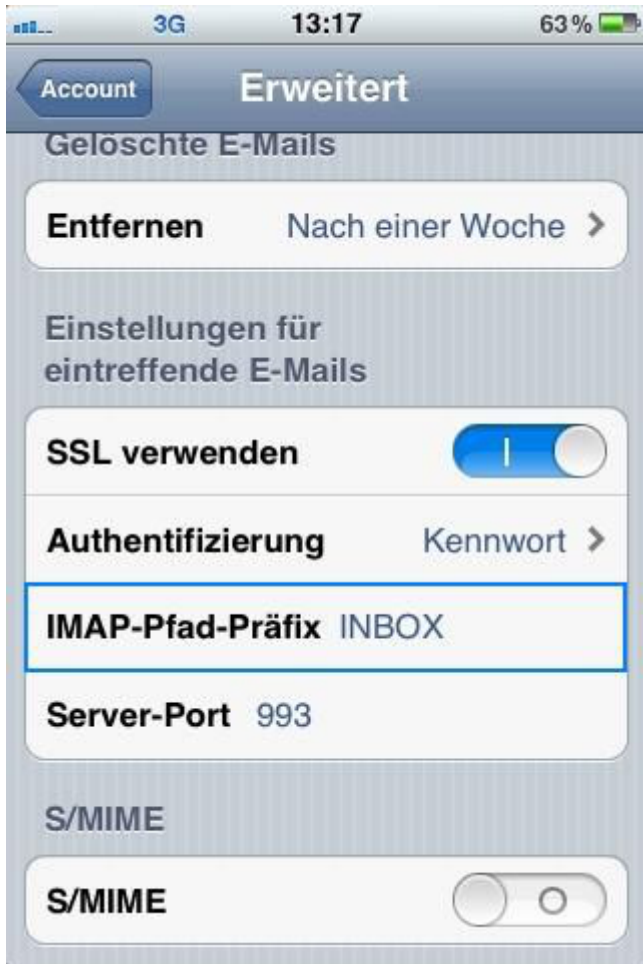 3G 13:17 63 %
Account Erweitert
Gelöschte E-Mails
Entfernen Nach einer Woche
Einstellungen für
eintreffende E-Mails
SSL verwenden
Authentifizierung Kennwort
IMAP-Pfad-Präfix INBOX
Server-Port 993
S/MIME
S/MIME